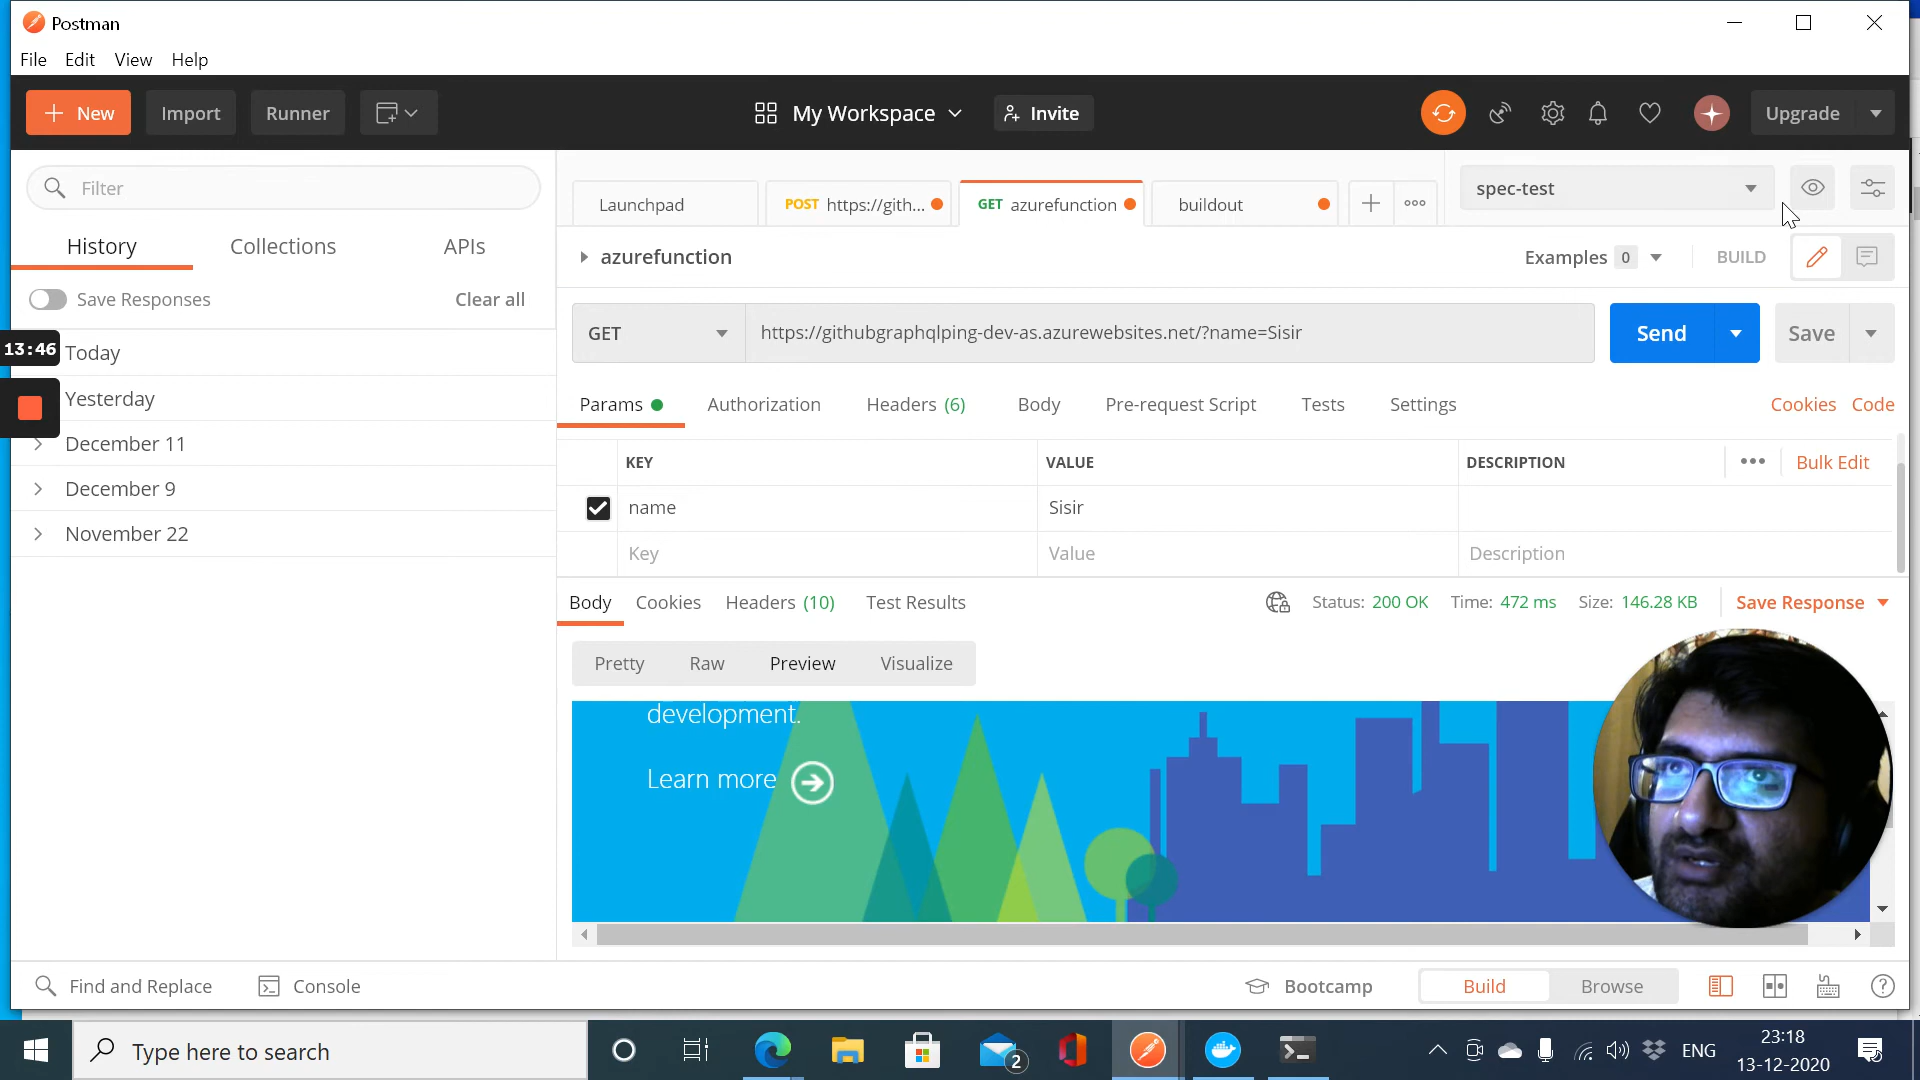 Postman
File Edit View Help
New Import Runner My Workspace Invite Upgrade
Filter
Launchpad POST https://gith... GET azurefunction buildout spec-test
History Collections APIs
azurefunction Examples 0 BUILD
Save Responses Clear all
GET https://githubgraphqlping-dev-as.azurewebsites.net/?name=Sisir Send Save
13:46
Today
Yesterday
December 11
December 9
November 22
Params Authorization Headers (6) Body Pre-request Script Tests Settings Cookies Code
KEY VALUE DESCRIPTION Bulk Edit
name Sisir
Key Value Description
Body Cookies Headers (10) Test Results Status: 200 OK Time: 472 ms Size: 146.28 KB Save Response
Pretty Raw Preview Visualize
development.
Learn more
Find and Replace Console Bootcamp Build Browse
Type here to search 2 ENG 23:18
13-12-2020